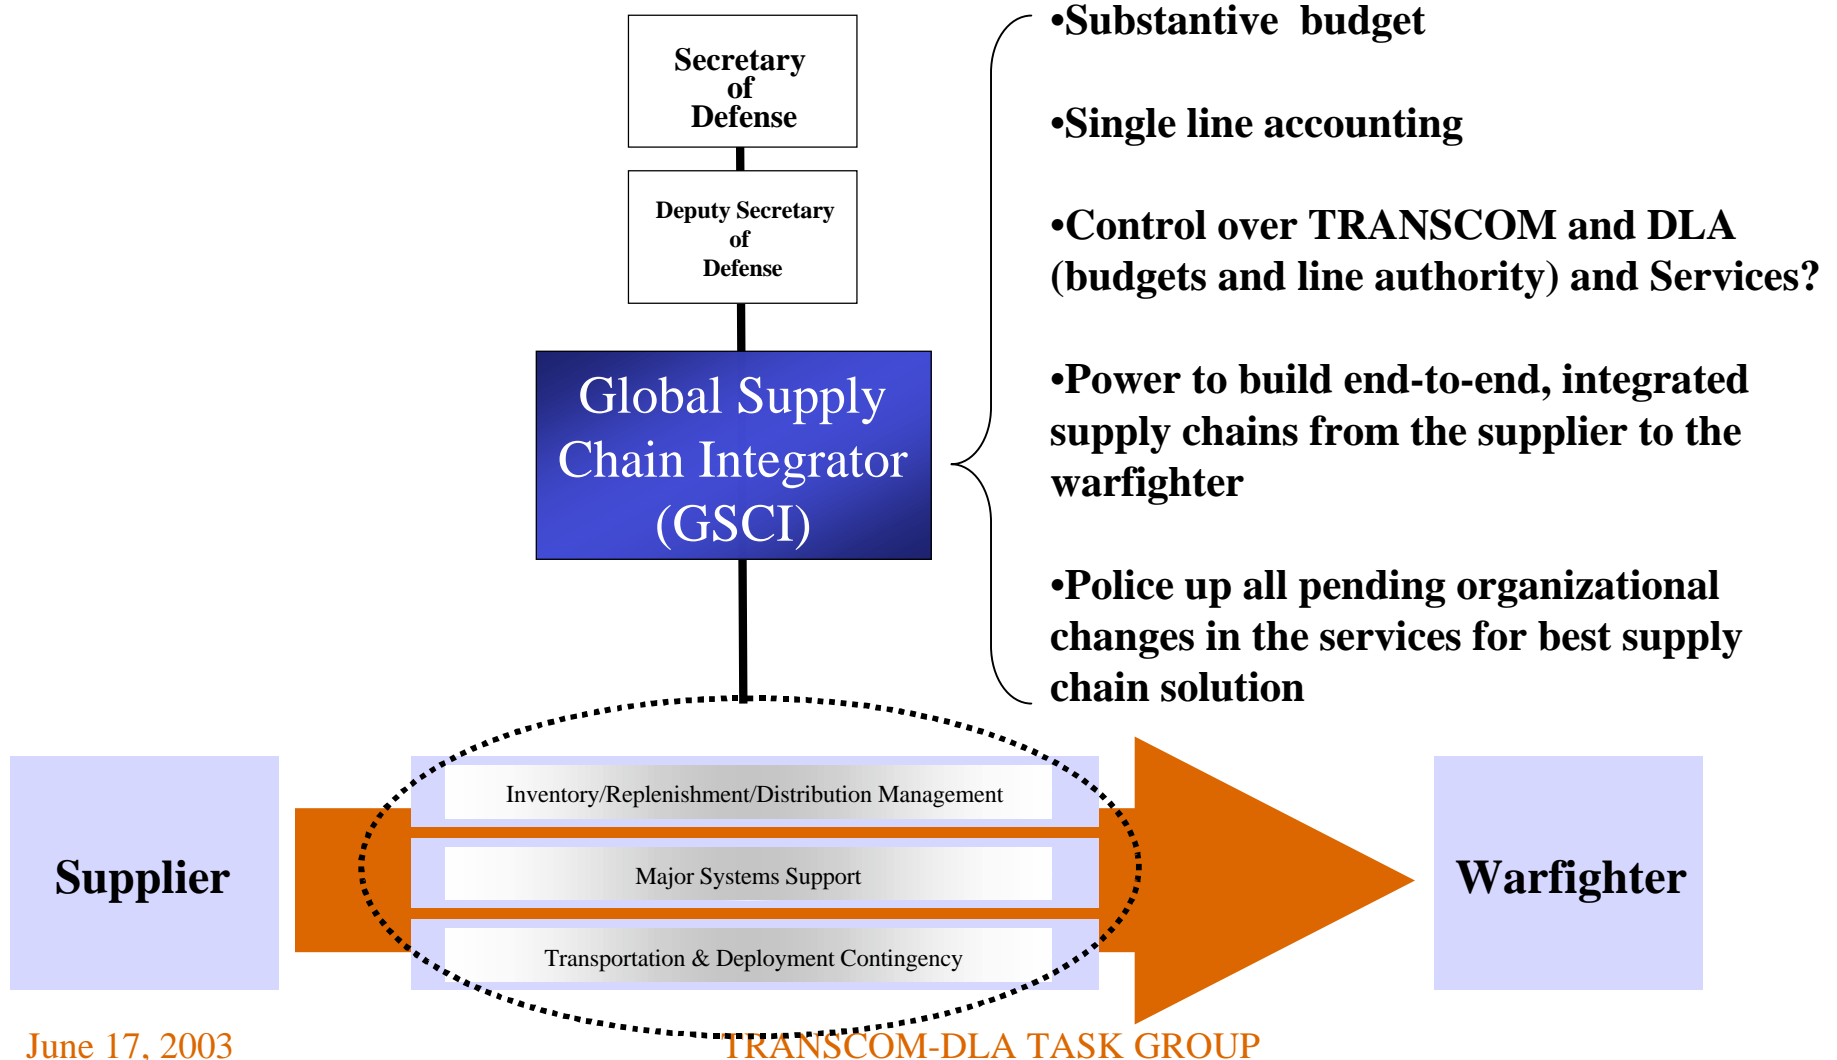 Secretary
of
Defense
Deputy Secretary
of
Defense
Global Supply
Chain Integrator
(GSCI)
•Substantive budget
•Single line accounting
•Control over TRANSCOM and DLA
(budgets and line authority) and Services?
•Power to build end-to-end, integrated
supply chains from the supplier to the
warfighter
•Police up all pending organizational
changes in the services for best supply
chain solution
Supplier
Inventory/Replenishment/Distribution Management
Major Systems Support
Transportation & Deployment Contingency
Warfighter
June 17, 2003
TRANSCOM-DLA TASK GROUP